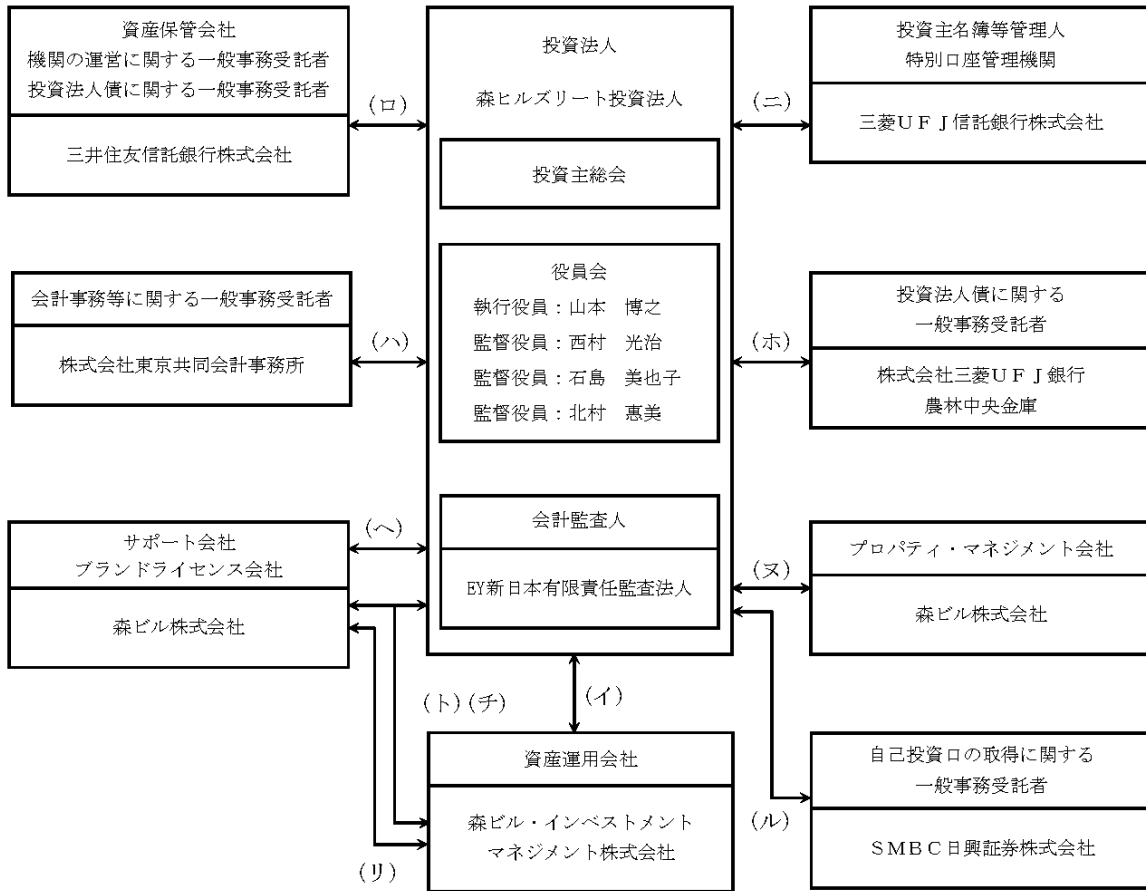 資産保管会社
機関の運営に関する一般事務受託者
投資法人債に関する一般事務受託者
三井住友信託銀行株式会社
(ロ)
投資法人
森ヒルズリート投資法人
投資主総会
(ニ)
投資主名簿等管理人
特別口座管理機関
三菱UFJ信託銀行株式会社
会計事務等に関する一般事務受託者
株式会社東京共同会計事務所
(ハ)
役員会
執行役員：山本　博之
監督役員：西村　光治
監督役員：石島　美也子
監督役員：北村　惠美
(ホ)
投資法人債に関する
一般事務受託者
株式会社三菱UFJ銀行
農林中央金庫
サポート会社
ブランドライセンス会社
森ビル株式会社
(ヘ)
会計監査人
EY新日本有限責任監査法人
(ヌ)
プロパティ・マネジメント会社
森ビル株式会社
(ト)(チ)
(イ)
資産運用会社
森ビル・インベストメント
マネジメント株式会社
(リ)
(ル)
自己投資口の取得に関する
一般事務受託者
SMBC日興証券株式会社